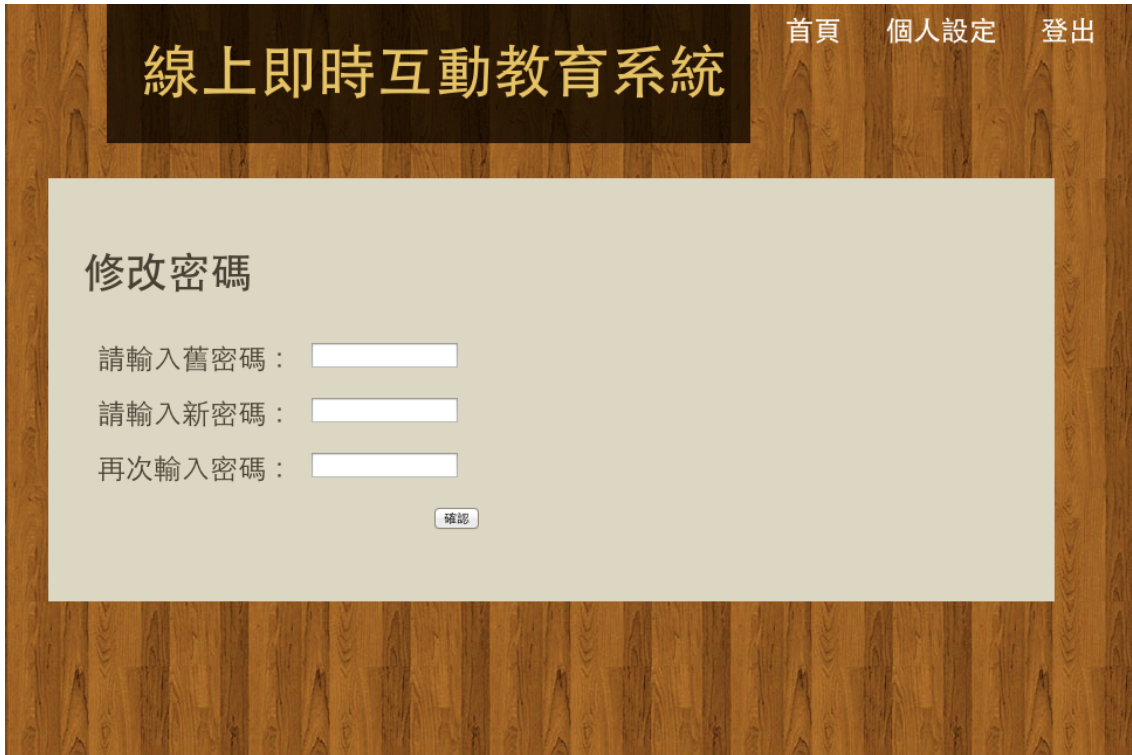 首頁 個人設定 登出
線上即時互動教育系統
修改密碼
請輸入舊密碼：
請輸入新密碼：
再次輸入密碼：
確認